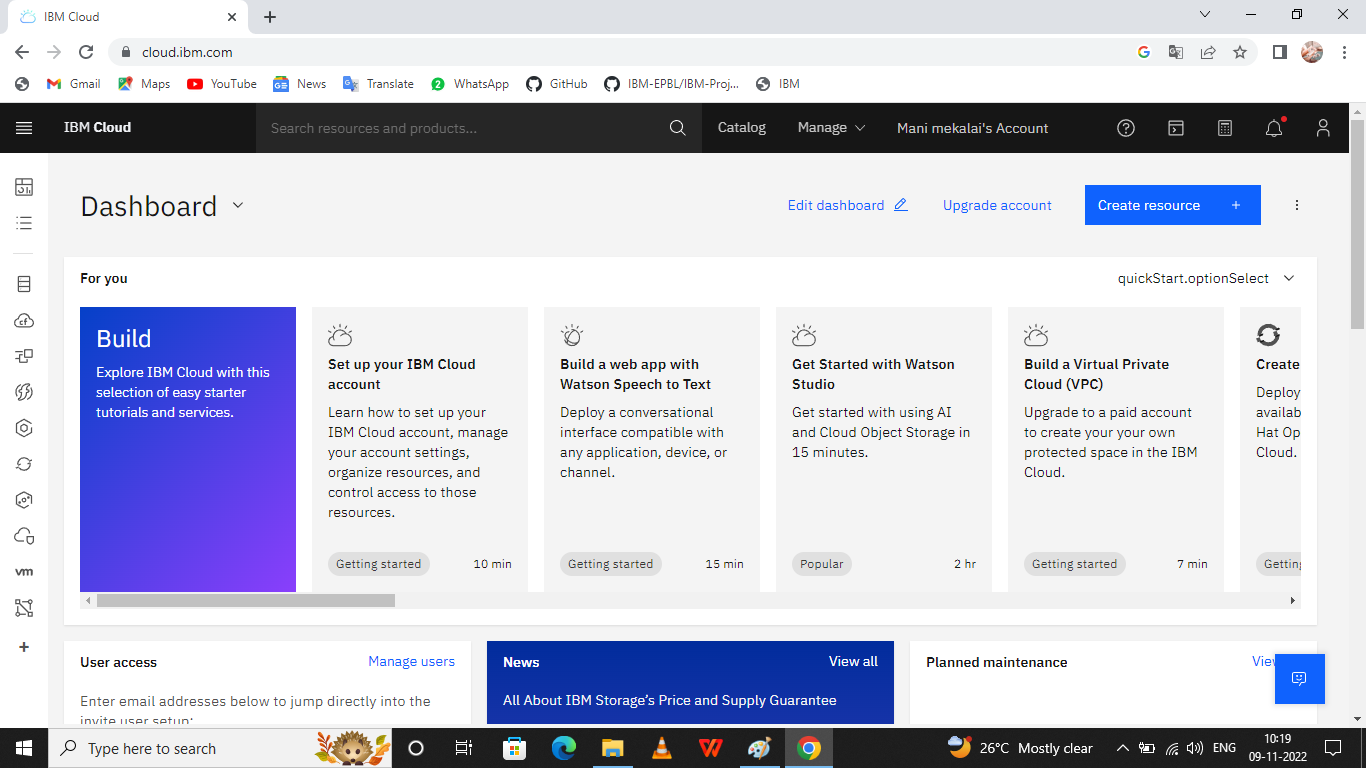 IBM Cloud
cloud.ibm.com
Gmail
Maps
YouTube
News
Translate
WhatsApp
GitHub
IBM-EPBL/IBM-Proj...
IBM
IBM Cloud
Search resources and products...
Catalog
Manage
Mani mekalai's Account
Dashboard
Edit dashboard
Upgrade account
Create resource
For you
quickStart.optionSelect
Build
Explore IBM Cloud with this
selection of easy starter
tutorials and services.
Set up your IBM Cloud
account
Learn how to set up your
IBM Cloud account, manage
your account settings,
organize resources, and
control access to those
resources.
Getting started
10 min
Build a web app with
Watson Speech to Text
Deploy a conversational
interface compatible with
any application, device, or
channel.
Getting started
15 min
Get Started with Watson
Studio
Get started with using AI
and Cloud Object Storage in
15 minutes.
Popular
2 hr
Build a Virtual Private
Cloud (VPC)
Upgrade to a paid account
to create your your own
protected space in the IBM
Cloud.
Getting started
7 min
Create
Deploy
availab
Hat Op
Cloud.
Getting
vm
User access
Manage users
Enter email addresses below to jump directly into the
invite user setup:
News
View all
All About IBM Storage's Price and Supply Guarantee
Planned maintenance
View
Type here to search
26°C Mostly clear
ENG
10:19
09-11-2022